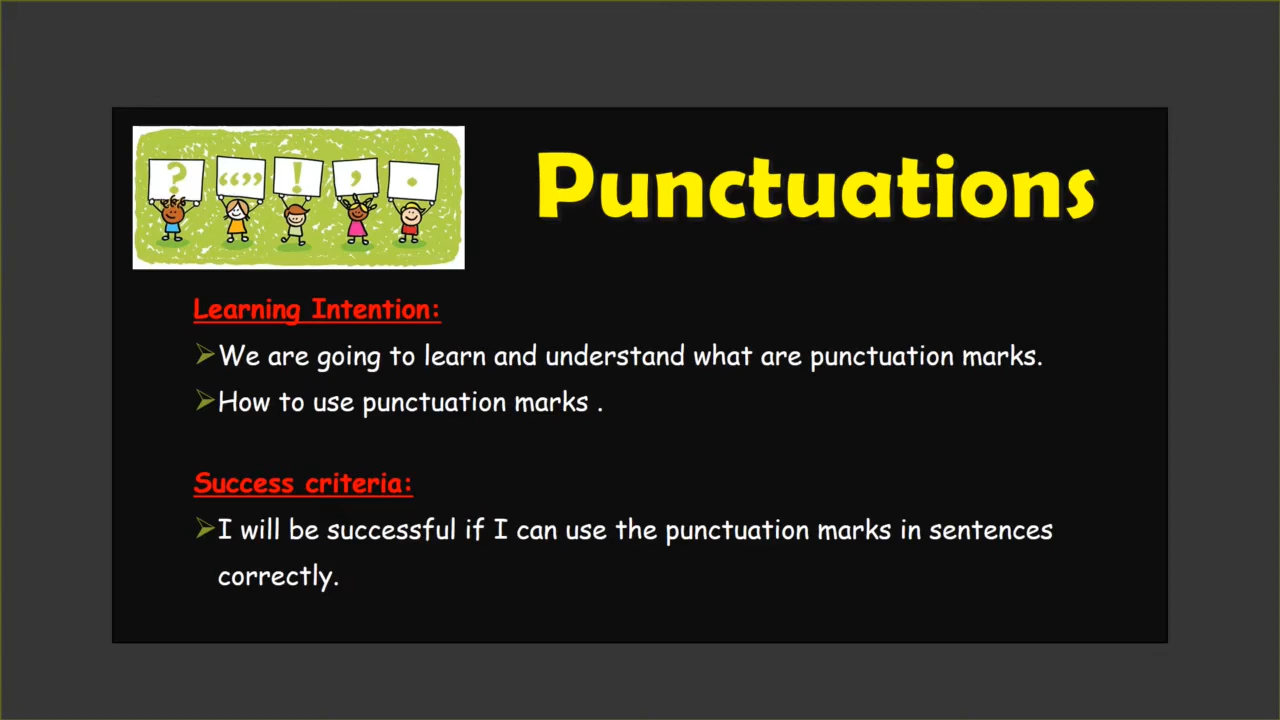 ? “” ! , .
Punctuations
Learning Intention:
➢We are going to learn and understand what are punctuation marks.
➢How to use punctuation marks .
Success criteria:
➢I will be successful if I can use the punctuation marks in sentences
correctly.